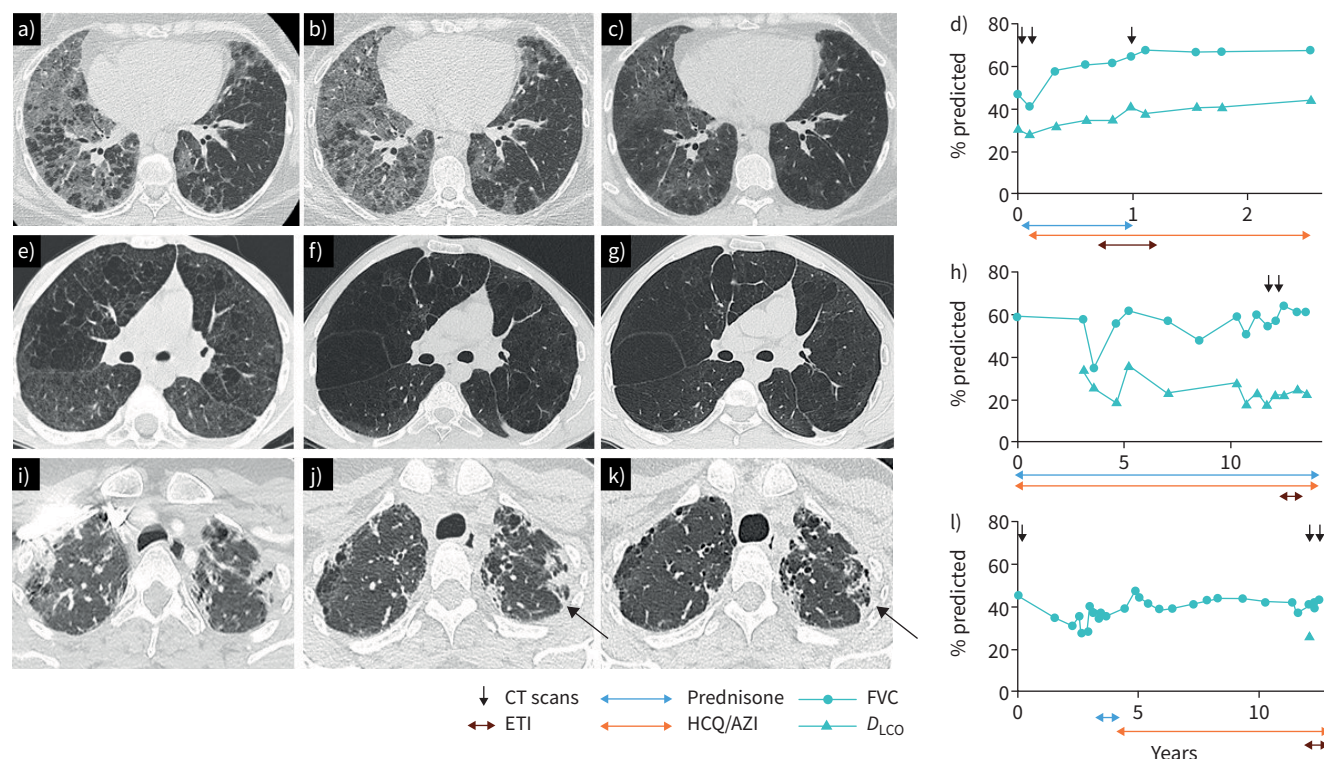 a)
b)
c)
d)
80
60
40
20
0
% predicted
0 1 2
e)
f)
g)
h)
80
60
40
20
0
% predicted
0 5 10
i)
j)
k)
l)
80
60
40
20
0
% predicted
0 5 10
Years
CT scans Prednisone FVC
ETI HCQ/AZI DLCO